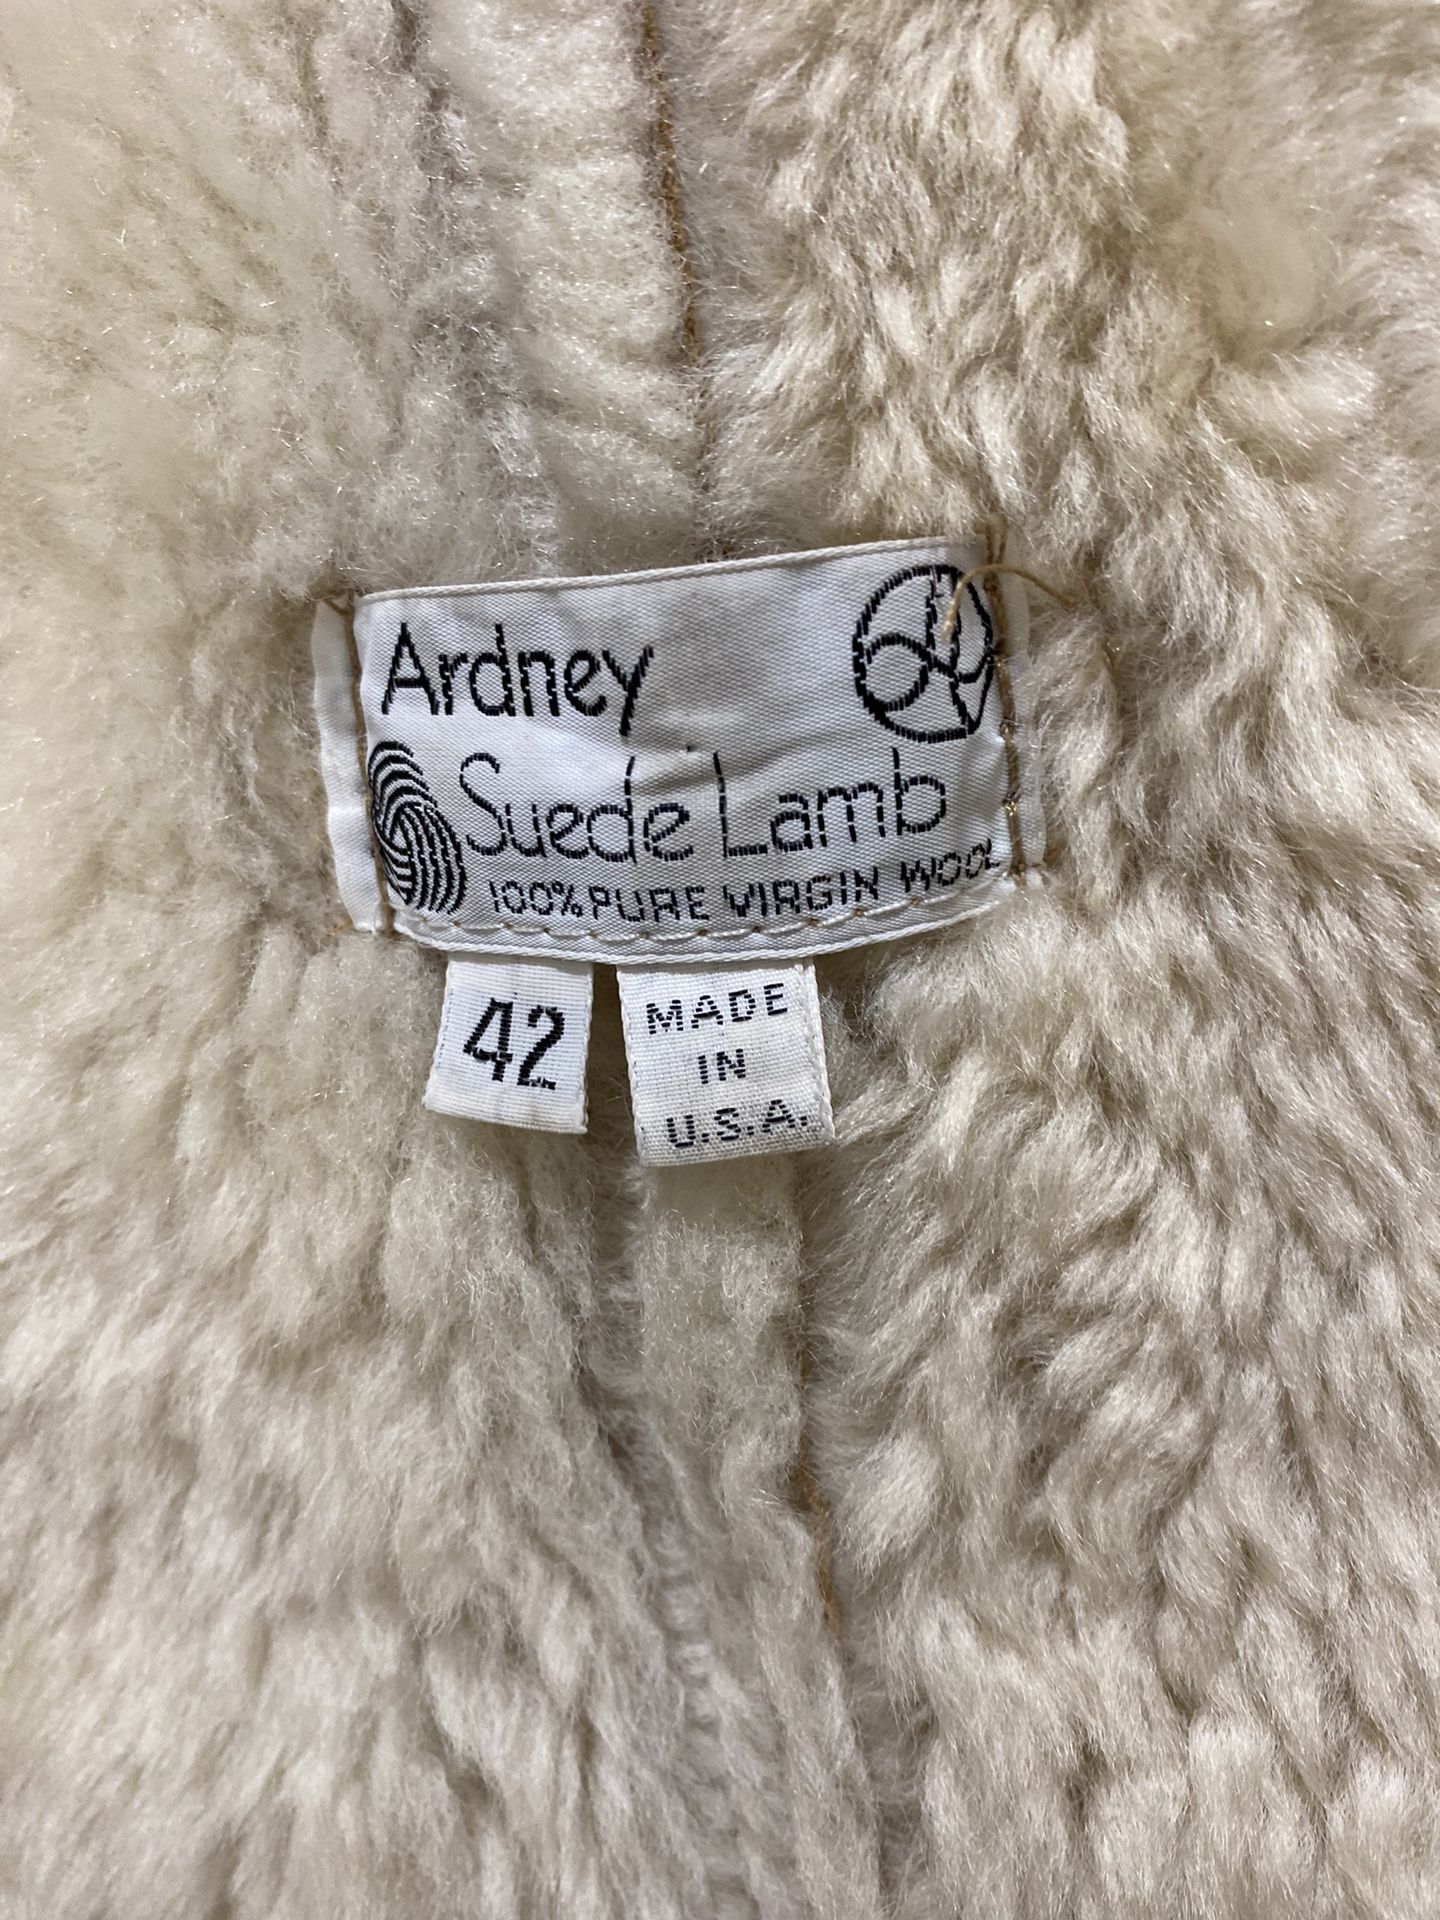 Ardney
Suede Lamb
100% PURE VIRGIN WOOL
42
MADE
IN
U.S.A.